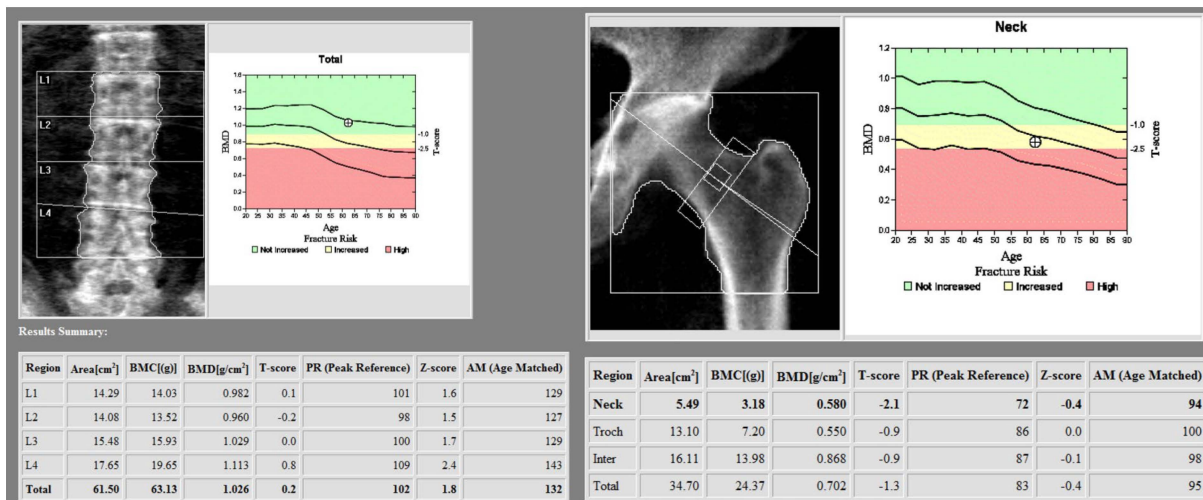 L1
L2
L3
L4
Total
1.6
1.4
1.2
1.0
0.8
0.6
0.4
0.2
0.0
BMD
-1.0
-2.5
T-score
20 25 30 35 40 45 50 55 60 65 70 75 80 85 90
Age
Fracture Risk
Not Increased Increased High
Results Summary:
Region Area[cm²] BMC[(g)] BMD[g/cm²] T-score PR (Peak Reference) Z-score AM (Age Matched)
L1 14.29 14.03 0.982 0.1 101 1.6 129
L2 14.08 13.52 0.960 -0.2 98 1.5 127
L3 15.48 15.93 1.029 0.0 100 1.7 129
L4 17.65 19.65 1.113 0.8 109 2.4 143
Total 61.50 63.13 1.026 0.2 102 1.8 132
Neck
1.2
1.0
0.8
0.6
0.4
0.2
0.0
BMD
-1.0
-2.5
T-score
20 25 30 35 40 45 50 55 60 65 70 75 80 85 90
Age
Fracture Risk
Not Increased Increased High
Region Area[cm²] BMC[(g)] BMD[g/cm²] T-score PR (Peak Reference) Z-score AM (Age Matched)
Neck 5.49 3.18 0.580 -2.1 72 -0.4 94
Troch 13.10 7.20 0.550 -0.9 86 0.0 100
Inter 16.11 13.98 0.868 -0.9 87 -0.1 98
Total 34.70 24.37 0.702 -1.3 83 -0.4 95